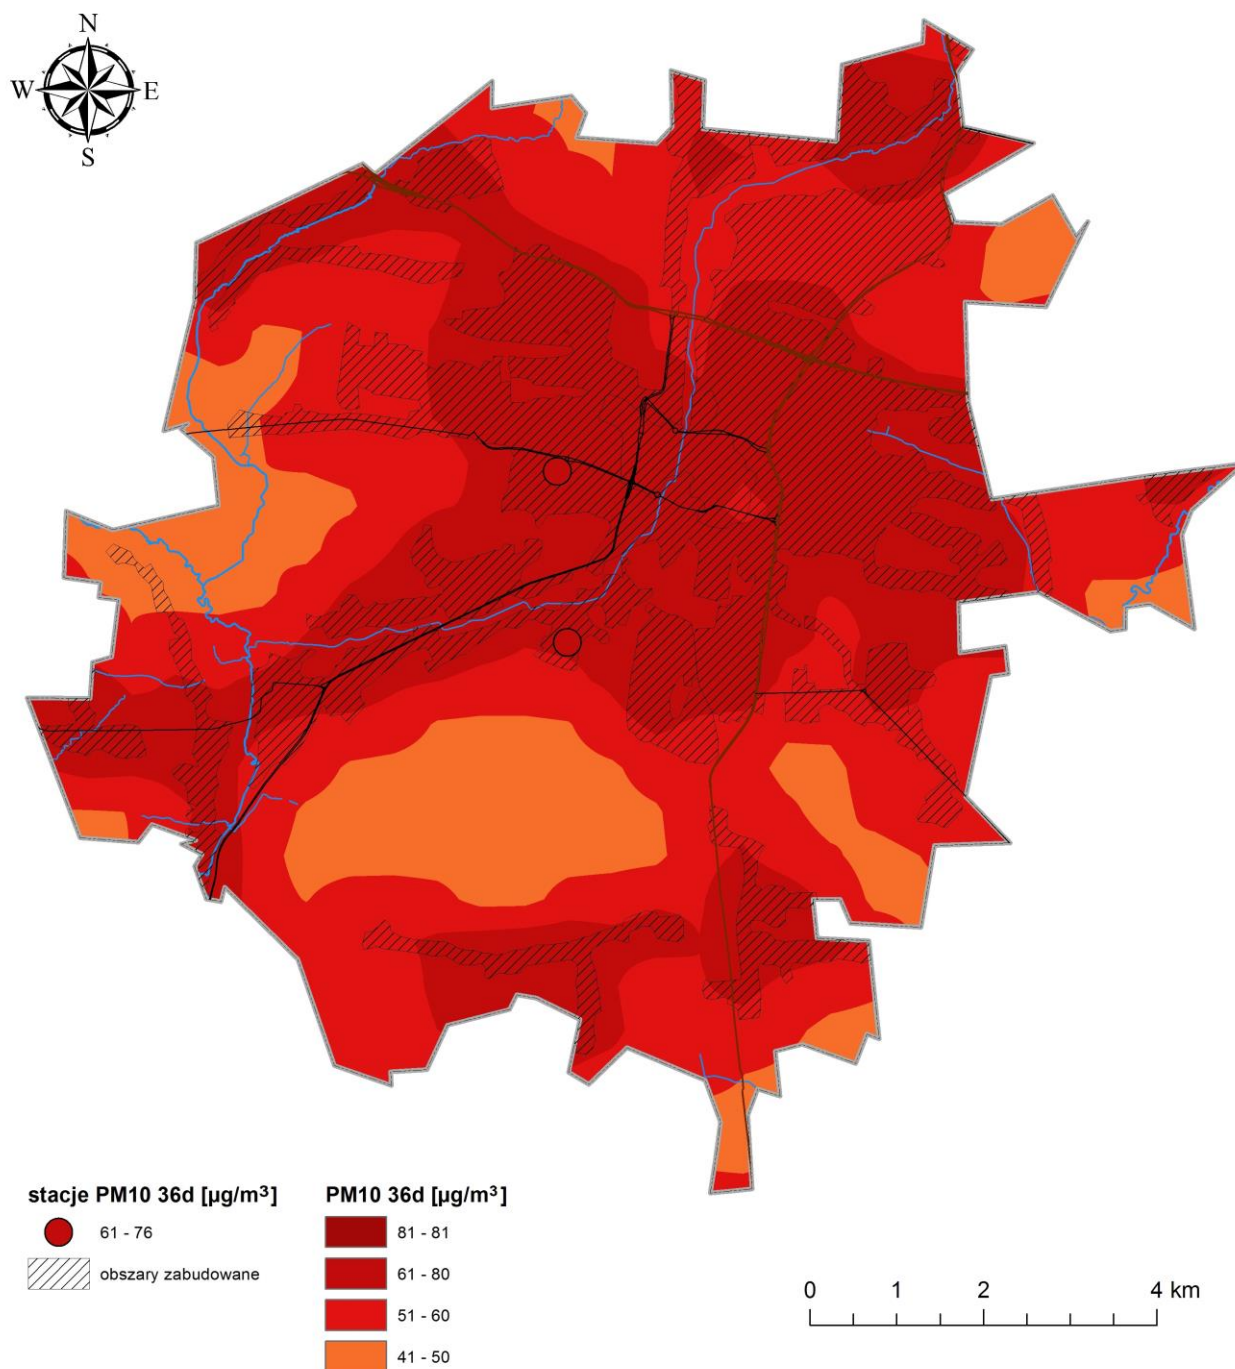 N
W E
S
stacje PM10 36d [µg/m³]
61 - 76
obszary zabudowane
PM10 36d [µg/m³]
81 - 81
61 - 80
51 - 60
41 - 50
0 1 2 4 km